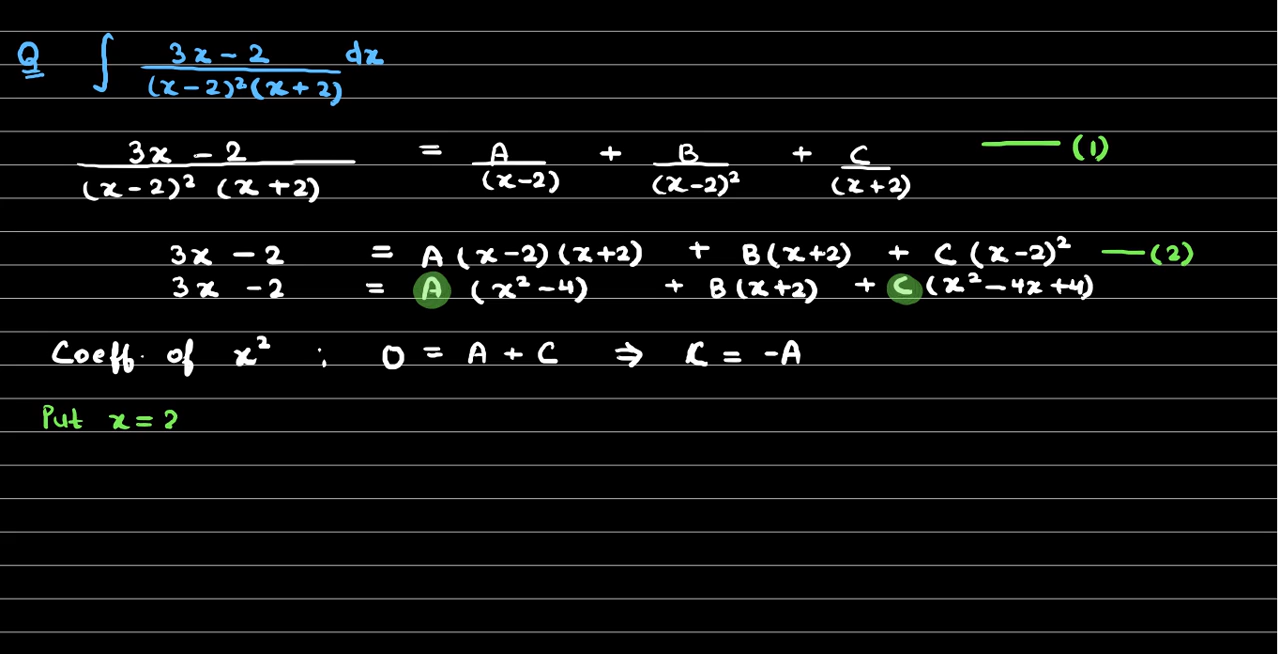 Q ∫ (3x - 2)/((x-2)²(x+2)) dx
(3x - 2)/((x-2)² (x+2)) = A/(x-2) + B/(x-2)² + C/(x+2) —— (1)
3x - 2 = A (x-2)(x+2) + B(x+2) + C (x-2)² — (2)
3x - 2 = A (x²-4) + B(x+2) + C (x²-4x+4)
Coeff. of x² ; 0 = A + C ⇒ C = -A
Put x = 2